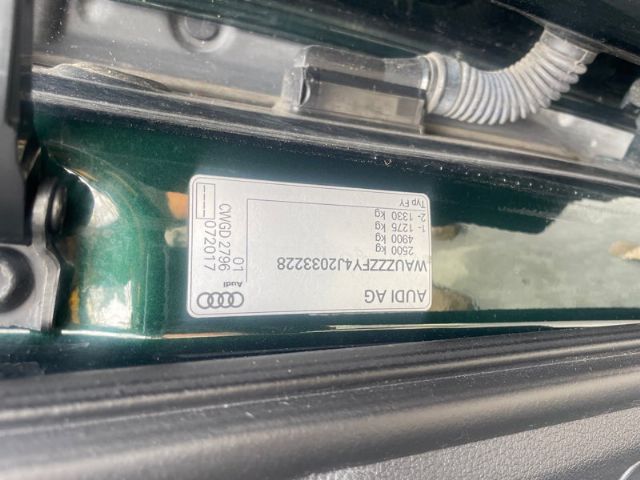 AUDI AG
WAUZZZFY4J2033228
2500 kg
4900 kg
1- 1275 kg
2- 1330 kg
Typ FY
Audi
01
CWGD 2796
072017
----